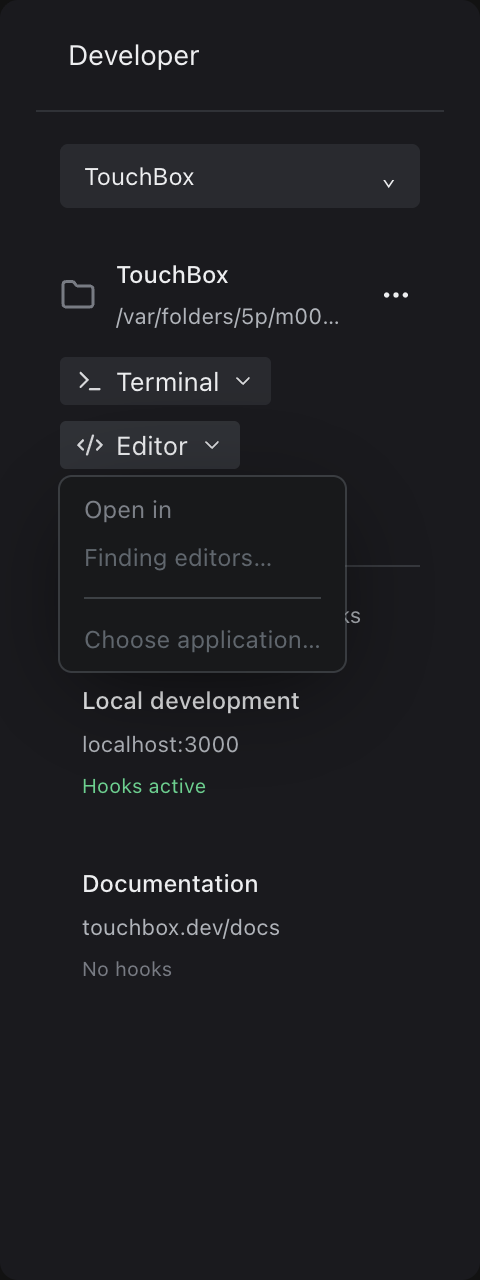 Developer
TouchBox
TouchBox
/var/folders/5p/m00...
Terminal
Editor
Open in
Finding editors...
Choose application...
Local development
localhost:3000
Hooks active
Documentation
touchbox.dev/docs
No hooks